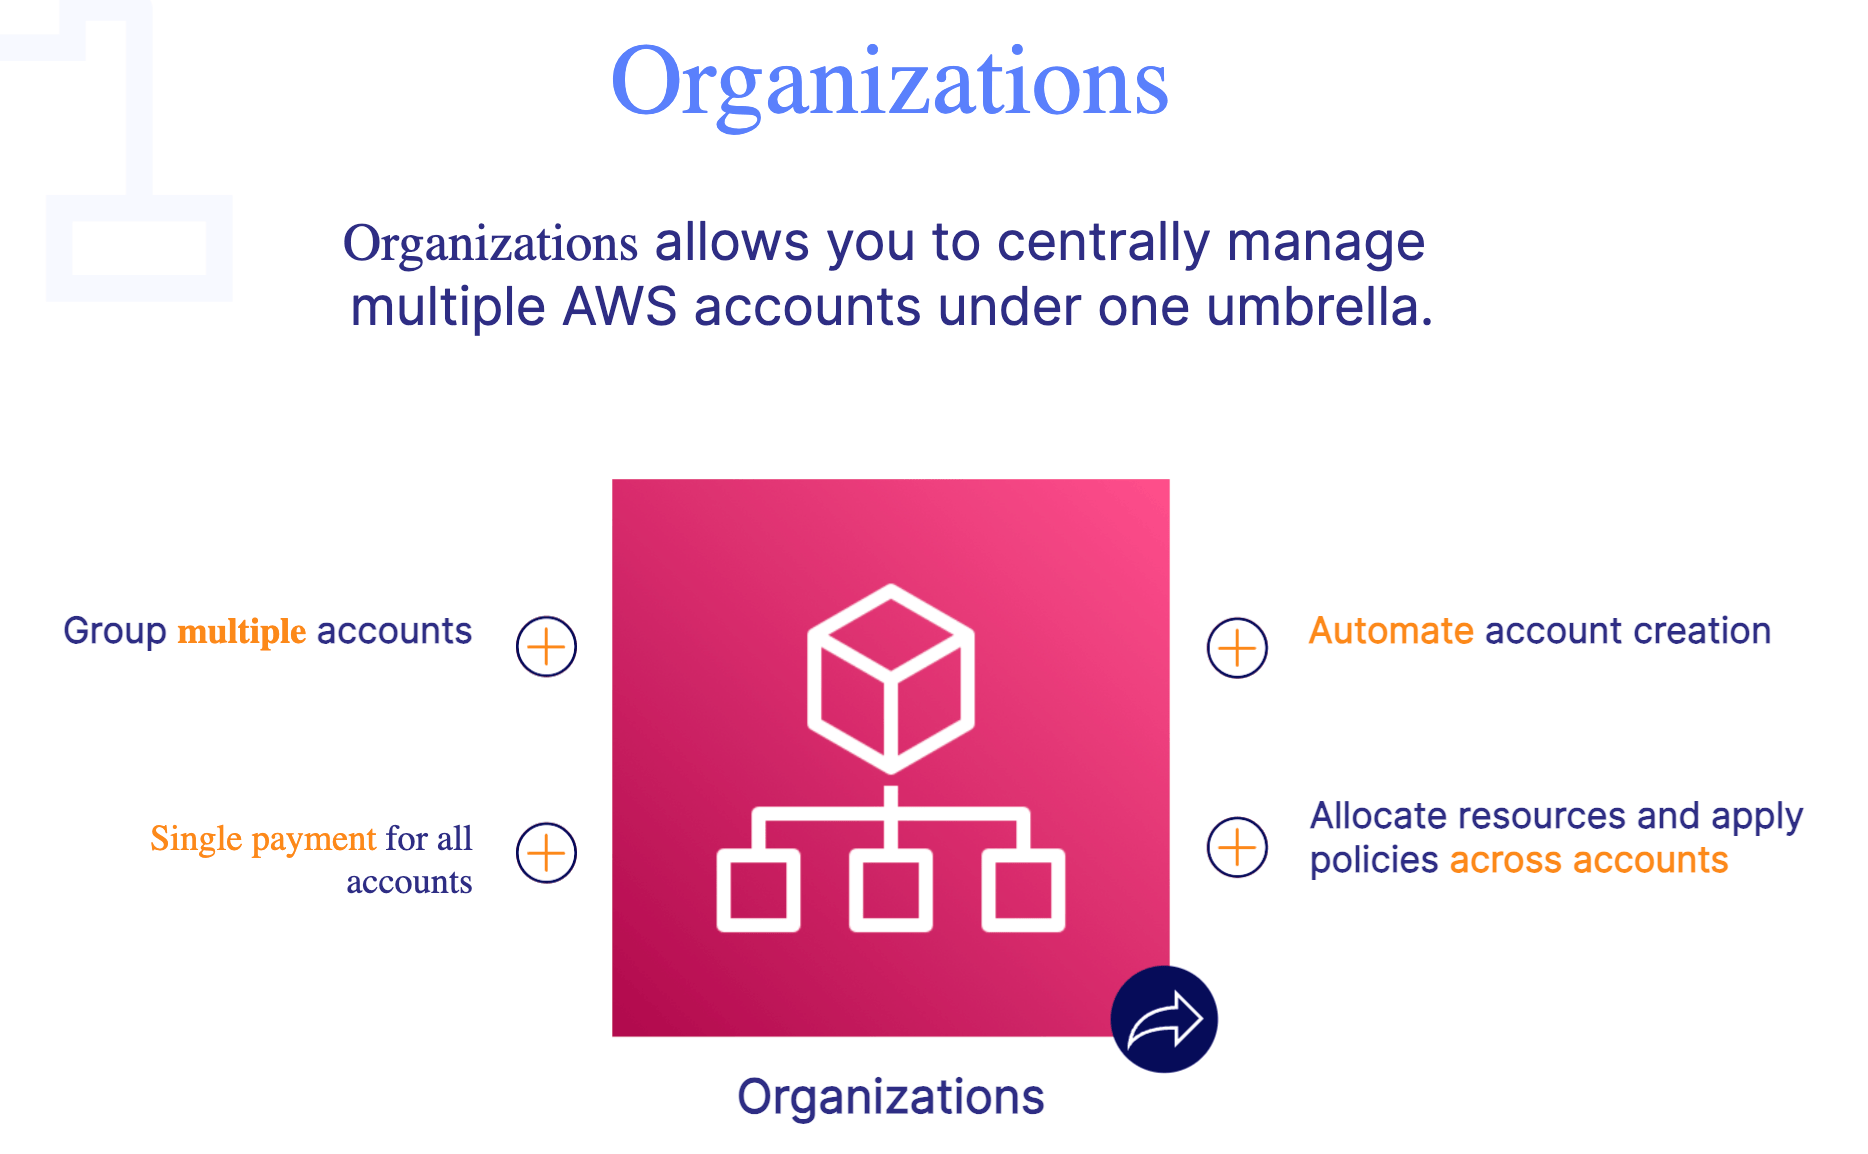 Organizations
Organizations allows you to centrally manage
multiple AWS accounts under one umbrella.
Group multiple accounts
Single payment for all
accounts
Automate account creation
Allocate resources and apply
policies across accounts
Organizations